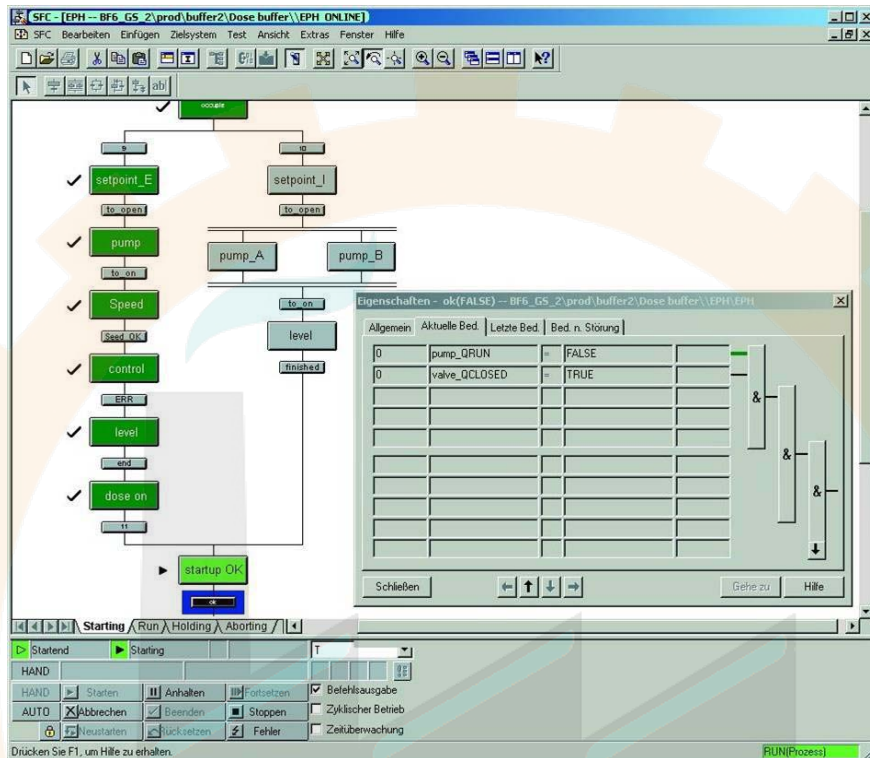 SFC - [EPH -- BF6_GS_2\prod\buffer2\Dose buffer\\EPH ONLINE]
SFC Bearbeiten Einfügen Zielsystem Test Ansicht Extras Fenster Hilfe
abl
occupie
9 10
setpoint_E setpoint_I
to_open to_open
pump pump_A pump_B
to_on to_on
Speed level
Seed_OK finished
control
ERR
level
end
dose on
11
startup OK
ok
Eigenschaften - ok(FALSE) -- BF6_GS_2\prod\buffer2\Dose buffer\\EPH\EPH
Allgemein Aktuelle Bed. Letzte Bed. Bed. n. Störung
0 pump_QRUN = FALSE
0 valve_QCLOSED = TRUE
&
&
&
Schließen Gehe zu Hilfe
Starting Run Holding Aborting
Startend Starting T
HAND
HAND Starten Anhalten Fortsetzen Befehlsausgabe
AUTO Abbrechen Beenden Stoppen Zyklischer Betrieb
Neustarten Rücksetzen Fehler Zeitüberwachung
Drücken Sie F1, um Hilfe zu erhalten. RUN(Prozess)